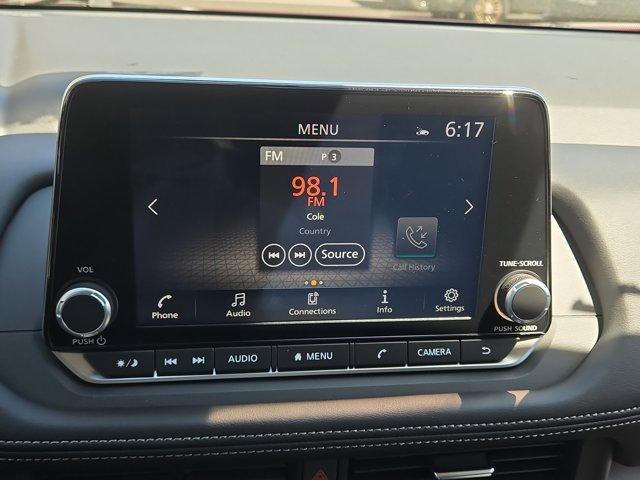 MENU
6:17
FM P 3
98.1
FM
Cole
Country
Source
Call History
VOL
TUNE•SCROLL
Phone
Audio
Connections
Info
Settings
PUSH
PUSH SOUND
AUDIO
MENU
CAMERA